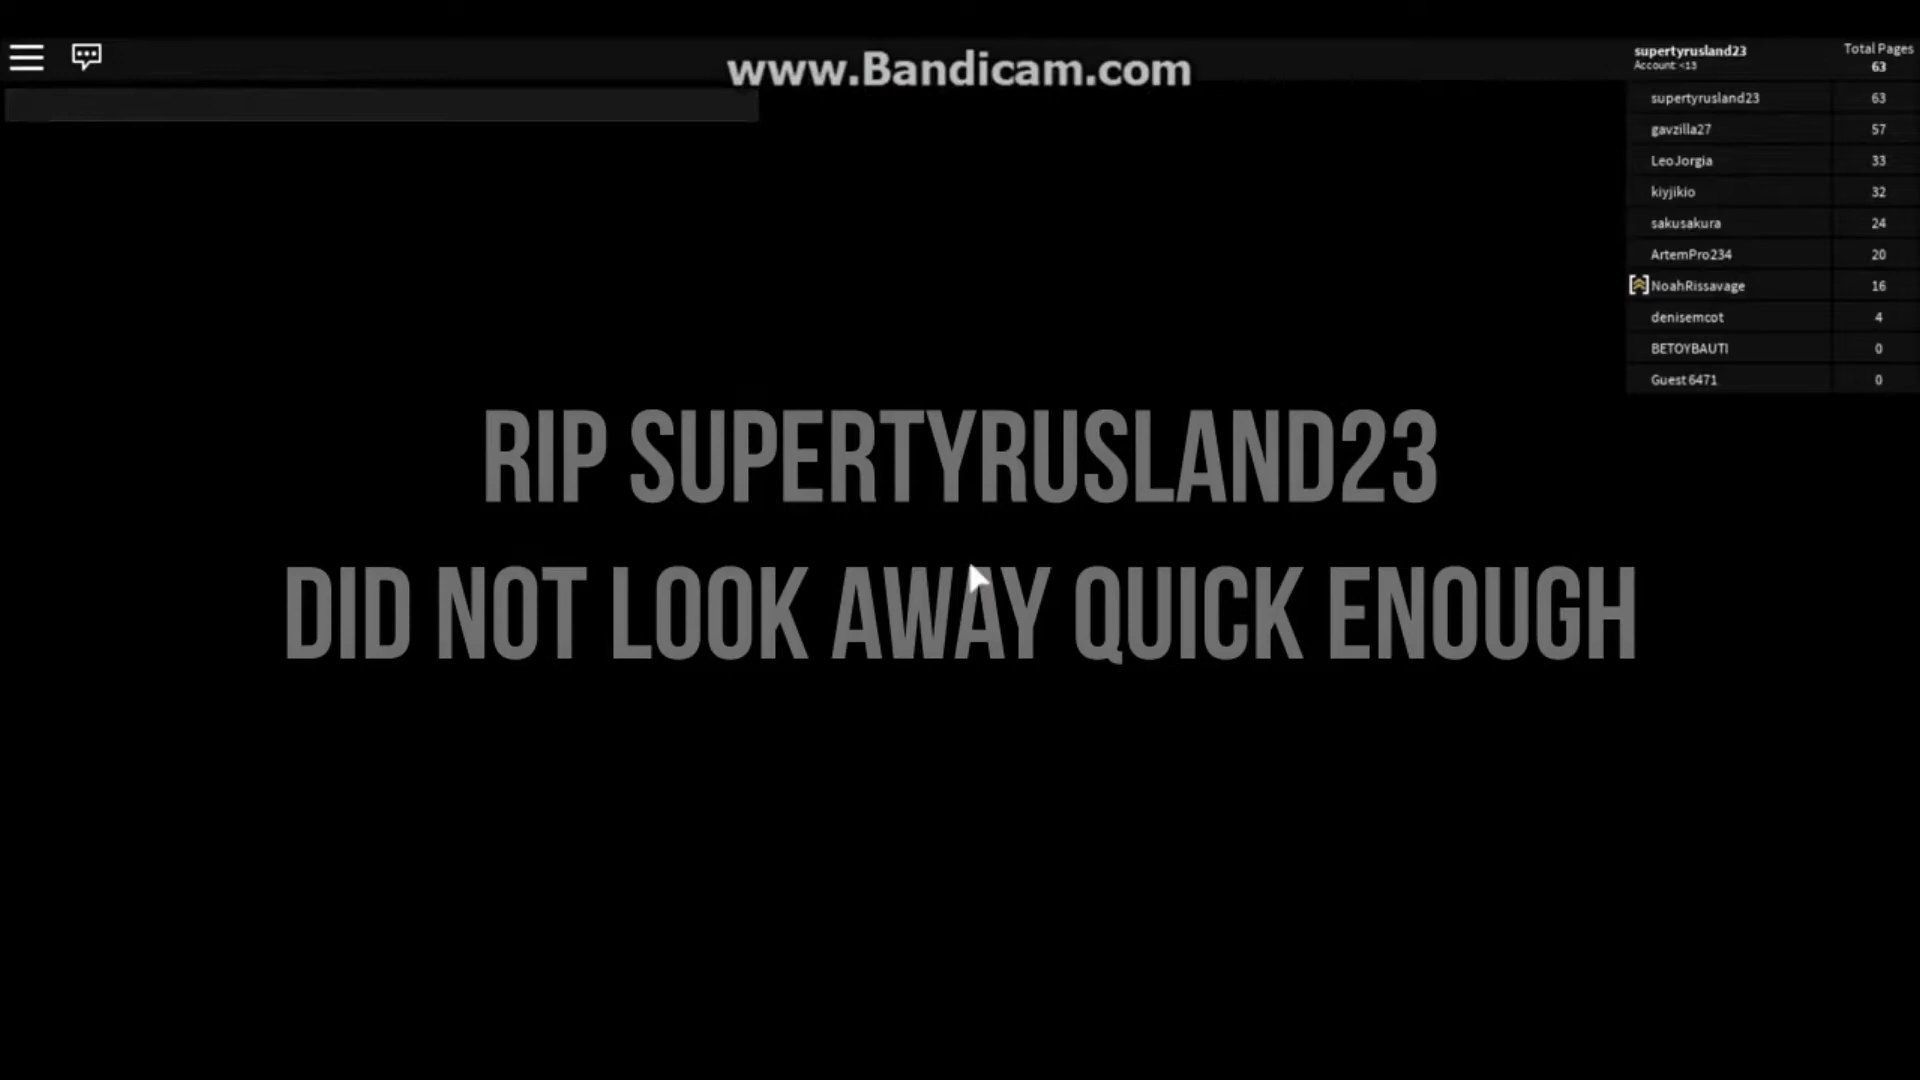 www.Bandicam.com
supertyrusland23
Account: <13
Total Pages
63
supertyrusland23 63
gavzilla27 57
LeoJorgia 33
kiyjikio 32
sakusakura 24
ArtemPro234 20
NoahRissavage 16
denisemcot 4
BETOYBAUTI 0
Guest 6471 0
RIP SUPERTYRUSLAND23
DID NOT LOOK AWAY QUICK ENOUGH